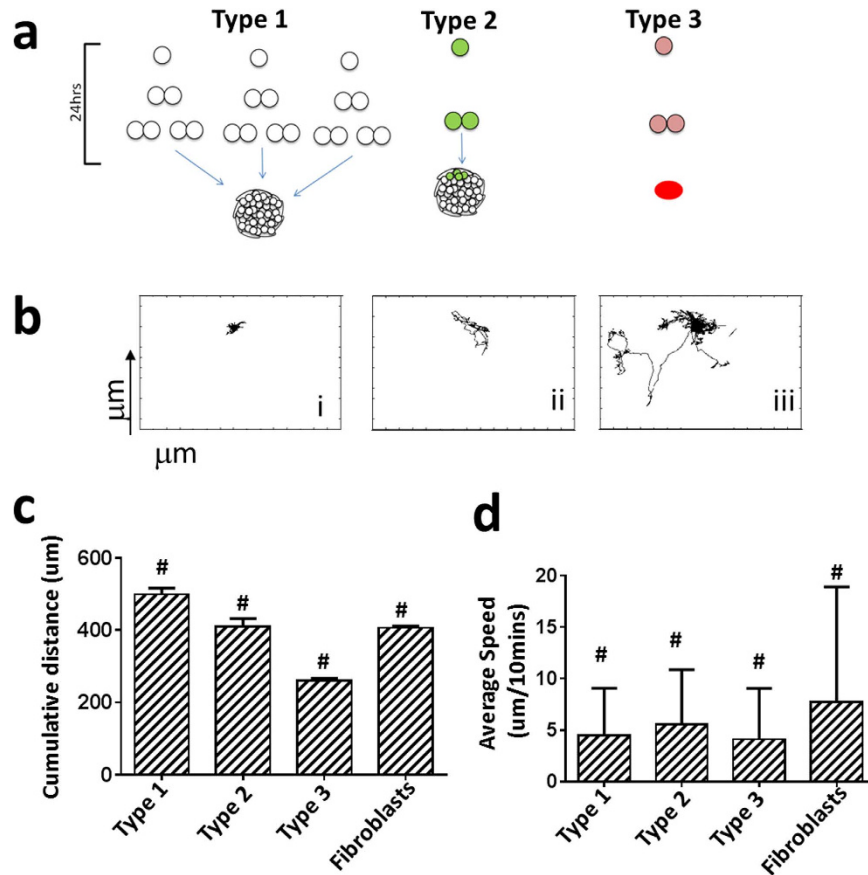 a
Type 1 Type 2 Type 3
24hrs
b
μm
μm
i
ii
iii
c
Cumulative distance (um)
600
400
200
0
#
#
#
#
Type 1
Type 2
Type 3
Fibroblasts
d
Average Speed
(um/10mins)
20
15
10
5
0
#
#
#
#
Type 1
Type 2
Type 3
Fibroblasts